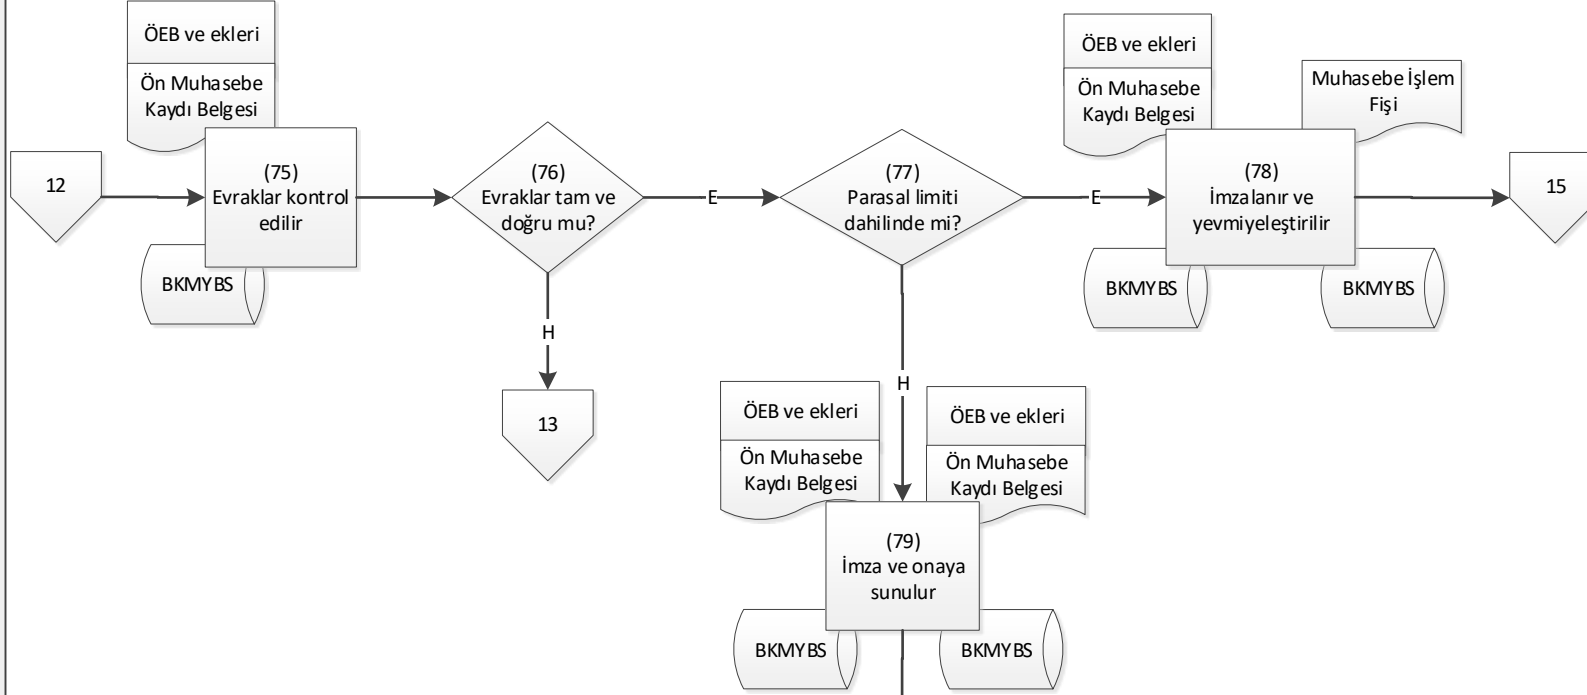 ÖEB ve ekleri
Ön Muhasebe
Kaydı Belgesi
12
(75)
Evraklar kontrol
edilir
BKMYBS
(76)
Evraklar tam ve
doğru mu?
E
H
13
(77)
Parasal limiti
dahilinde mi?
E
H
ÖEB ve ekleri
Ön Muhasebe
Kaydı Belgesi
Muhasebe İşlem
Fişi
(78)
İmzalanır ve
yevmiyeleştirilir
BKMYBS
BKMYBS
15
ÖEB ve ekleri
Ön Muhasebe
Kaydı Belgesi
ÖEB ve ekleri
Ön Muhasebe
Kaydı Belgesi
(79)
İmza ve onaya
sunulur
BKMYBS
BKMYBS